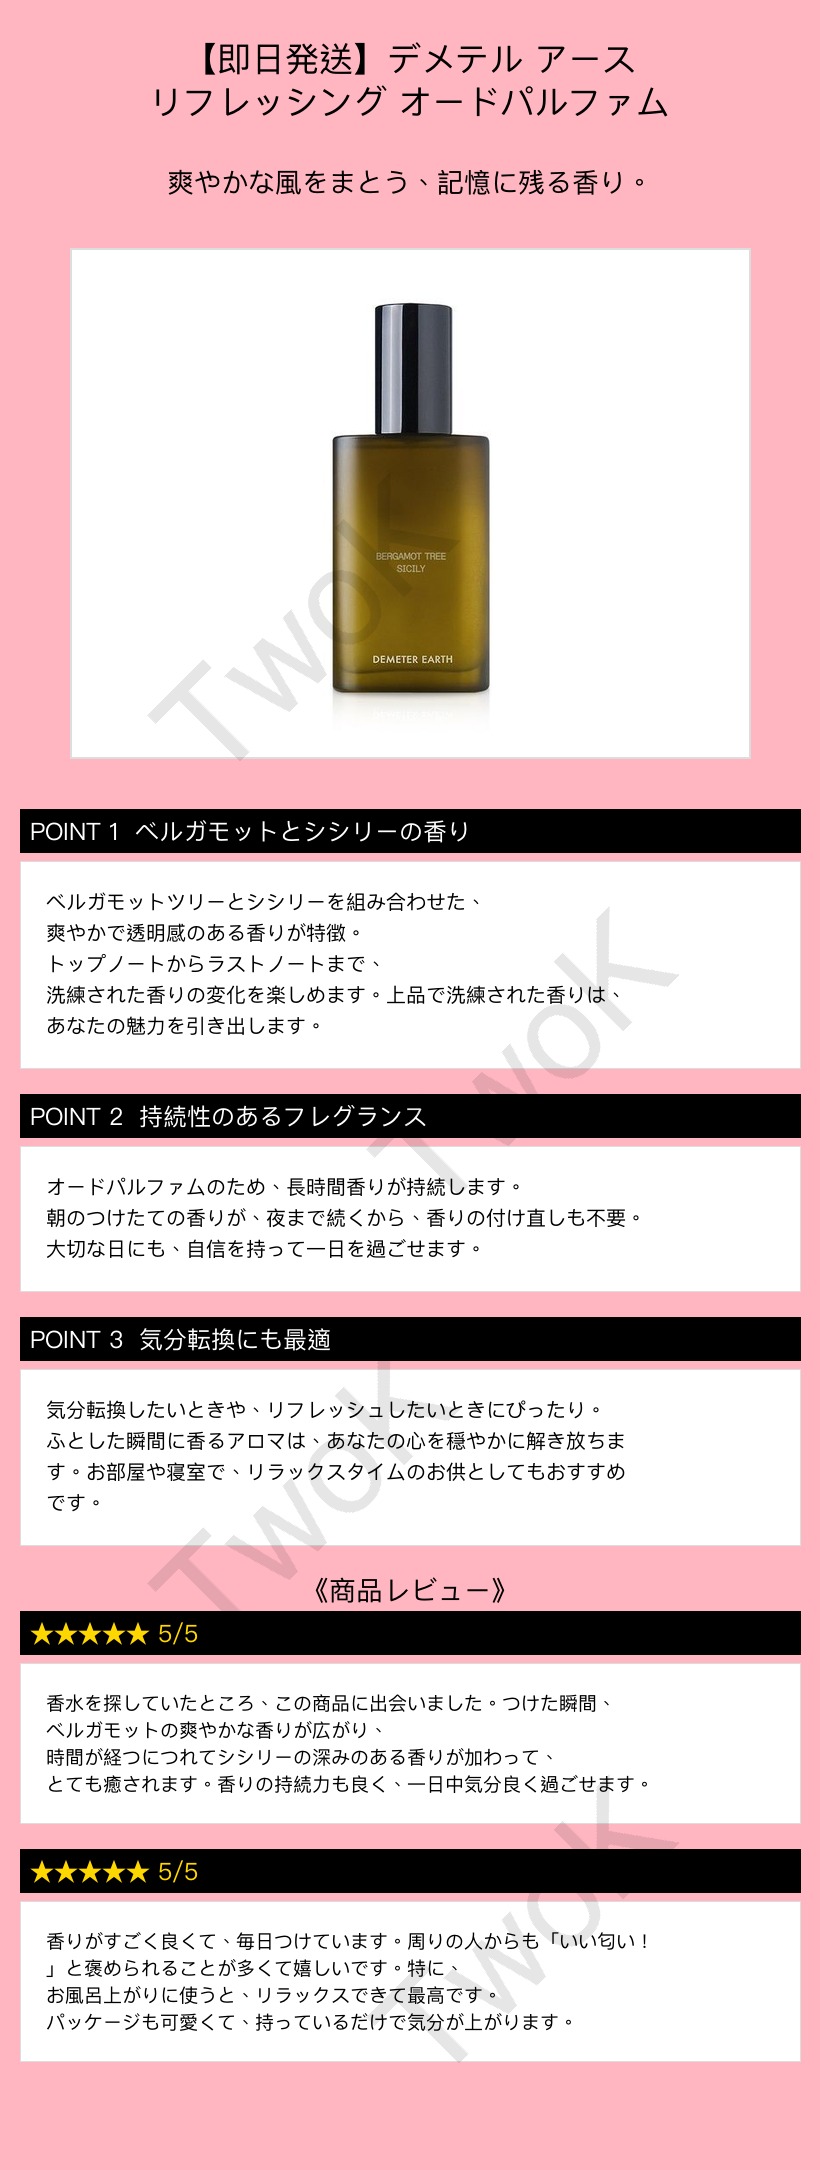 【即日発送】デメテル アース
リフレッシング オードパルファム
爽やかな風をまとう、記憶に残る香り。
BERGAMOT TREE
SICILY
DEMETER EARTH
TwoK
POINT 1 ベルガモットとシシリーの香り
ベルガモットツリーとシシリーを組み合わせた、
爽やかで透明感のある香りが特徴。
トップノートからラストノートまで、
洗練された香りの変化を楽しめます。上品で洗練された香りは、
あなたの魅力を引き出します。
TwoK
POINT 2 持続性のあるフレグランス
オードパルファムのため、長時間香りが持続します。
朝のつけたての香りが、夜まで続くから、香りの付け直しも不要。
大切な日にも、自信を持って一日を過ごせます。
POINT 3 気分転換にも最適
気分転換したいときや、リフレッシュしたいときにぴったり。
ふとした瞬間に香るアロマは、あなたの心を穏やかに解き放ちま
す。お部屋や寝室で、リラックスタイムのお供としてもおすすめ
です。
TwoK
《商品レビュー》
★★★★★ 5/5
香水を探していたところ、この商品に出会いました。つけた瞬間、
ベルガモットの爽やかな香りが広がり、
時間が経つにつれてシシリーの深みのある香りが加わって、
とても癒されます。香りの持続力も良く、一日中気分良く過ごせます。
★★★★★ 5/5
香りがすごく良くて、毎日つけています。周りの人からも「いい匂い！
」と褒められることが多くて嬉しいです。特に、
お風呂上がりに使うと、リラックスできて最高です。
パッケージも可愛くて、持っているだけで気分が上がります。
TwoK